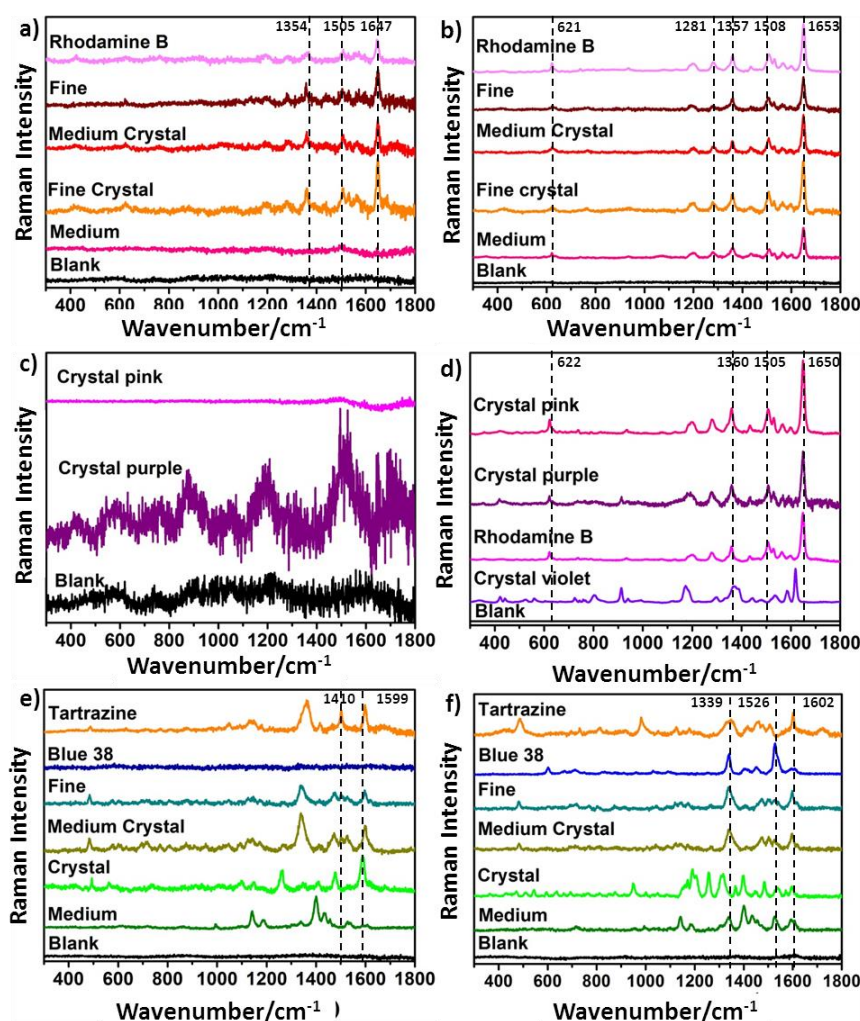 a)
1354 1505 1647
Rhodamine B
Fine
Medium Crystal
Fine Crystal
Medium
Blank
400 600 800 1000 1200 1400 1600 1800
Wavenumber/cm-1
Raman Intensity
b)
621 1281 1357 1508 1653
Rhodamine B
Fine
Medium Crystal
Fine crystal
Medium
Blank
400 600 800 1000 1200 1400 1600 1800
Wavenumber/cm-1
Raman Intensity
c)
Crystal pink
Crystal purple
Blank
400 600 800 1000 1200 1400 1600 1800
Wavenumber/cm-1
Raman Intensity
d)
622 1360 1505 1650
Crystal pink
Crystal purple
Rhodamine B
Crystal violet
Blank
400 600 800 1000 1200 1400 1600 1800
Wavenumber/cm-1
Raman Intensity
e)
1410 1599
Tartrazine
Blue 38
Fine
Medium Crystal
Crystal
Medium
Blank
400 600 800 1000 1200 1400 1600 1800
Wavenumber/cm-1 )
Raman Intensity
f)
1339 1526 1602
Tartrazine
Blue 38
Fine
Medium Crystal
Crystal
Medium
Blank
400 600 800 1000 1200 1400 1600 1800
Wavenumber/cm-1
Raman Intensity